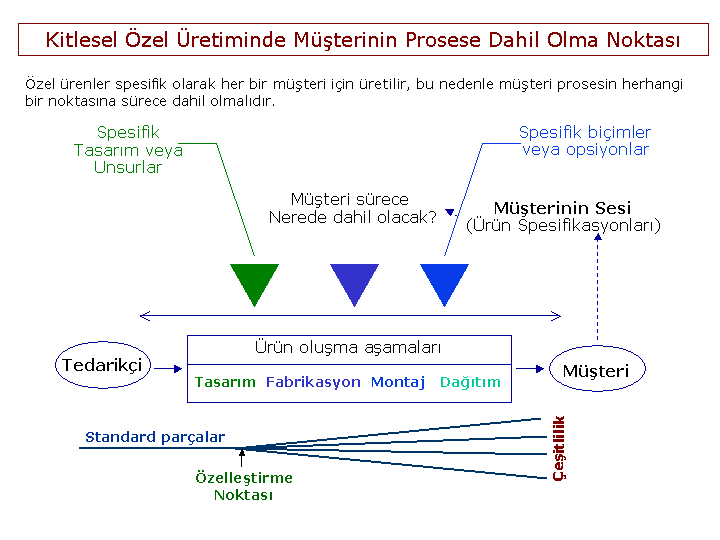 Kitlesel Özel Üretiminde Müşterinin Prosese Dahil Olma Noktası
Özel ürenler spesifik olarak her bir müşteri için üretilir, bu nedenle müşteri prosesin herhangi
bir noktasına sürece dahil olmalıdır.
Spesifik
Tasarım veya
Unsurlar
Spesifik biçimler
veya opsiyonlar
Müşteri sürece
Nerede dahil olacak?
Müşterinin Sesi
(Ürün Spesifikasyonları)
Tedarikçi
Ürün oluşma aşamaları
Tasarım Fabrikasyon Montaj Dağıtım
Müşteri
Standard parçalar
Özelleştirme
Noktası
Çeşitlilik